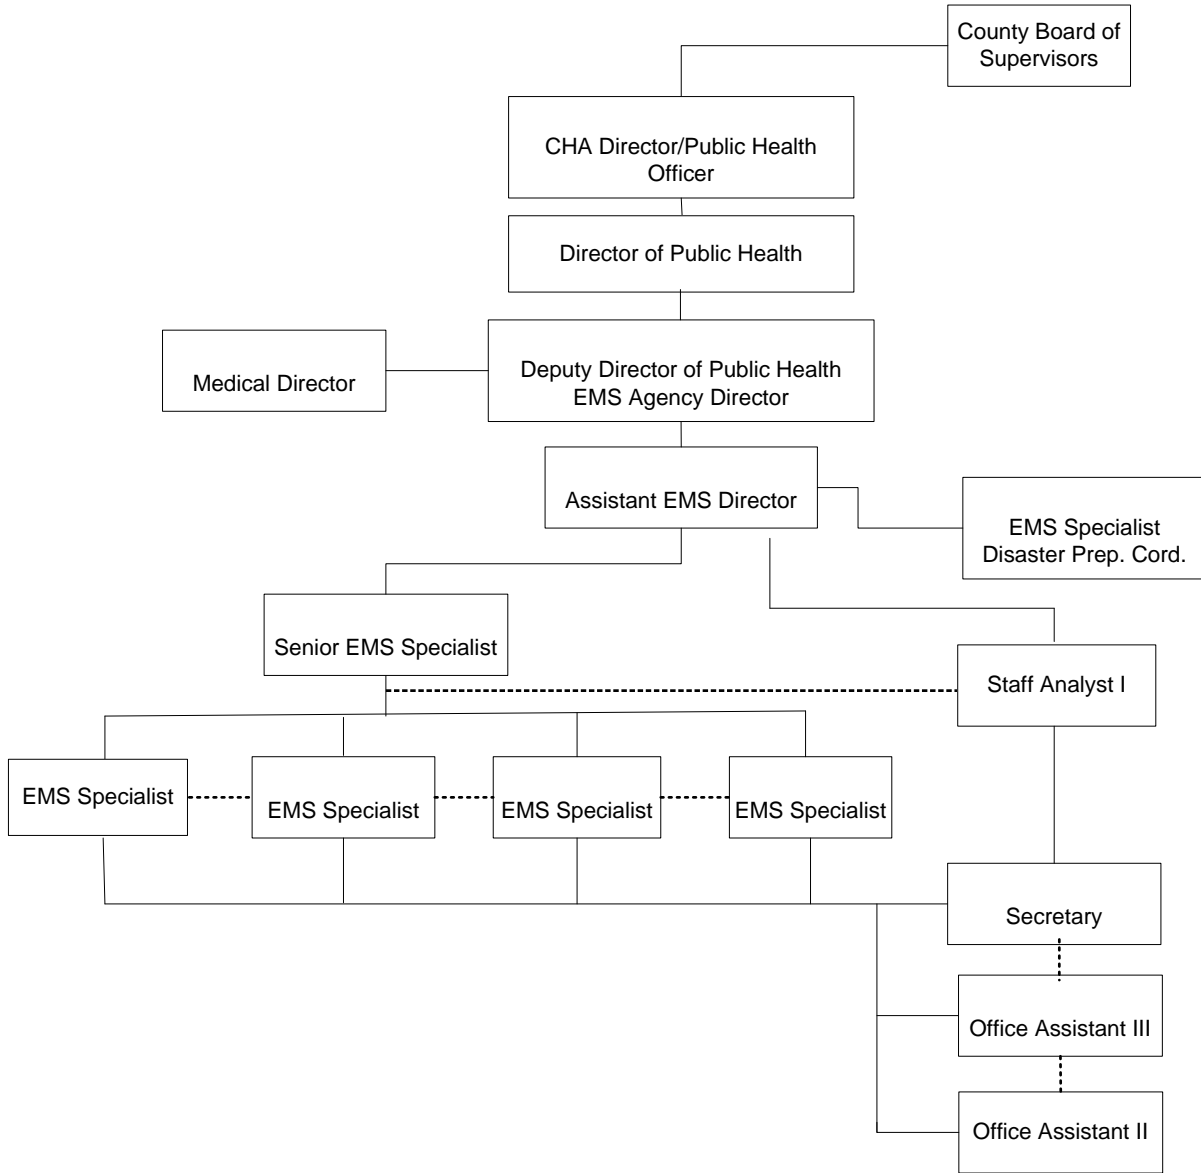 County Board of
Supervisors
CHA Director/Public Health
Officer
Director of Public Health
Medical Director
Deputy Director of Public Health
EMS Agency Director
Assistant EMS Director
EMS Specialist
Disaster Prep. Cord.
Senior EMS Specialist
Staff Analyst I
EMS Specialist
EMS Specialist
EMS Specialist
EMS Specialist
Secretary
Office Assistant III
Office Assistant II